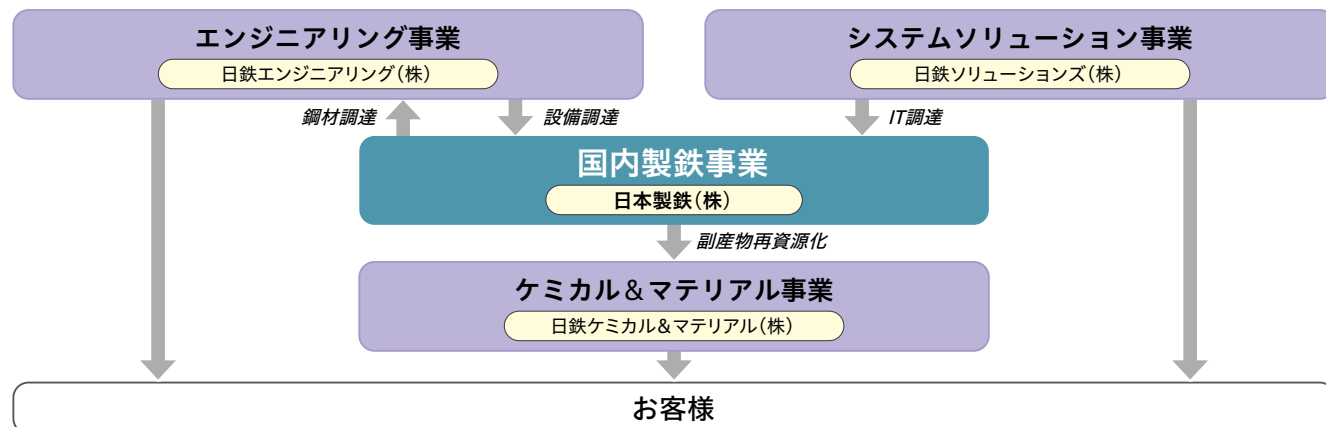 エンジニアリング事業
日鉄エンジニアリング(株)
システムソリューション事業
日鉄ソリューションズ(株)
鋼材調達
設備調達
IT調達
国内製鉄事業
日本製鉄(株)
副産物再資源化
ケミカル&マテリアル事業
日鉄ケミカル&マテリアル(株)
お客様